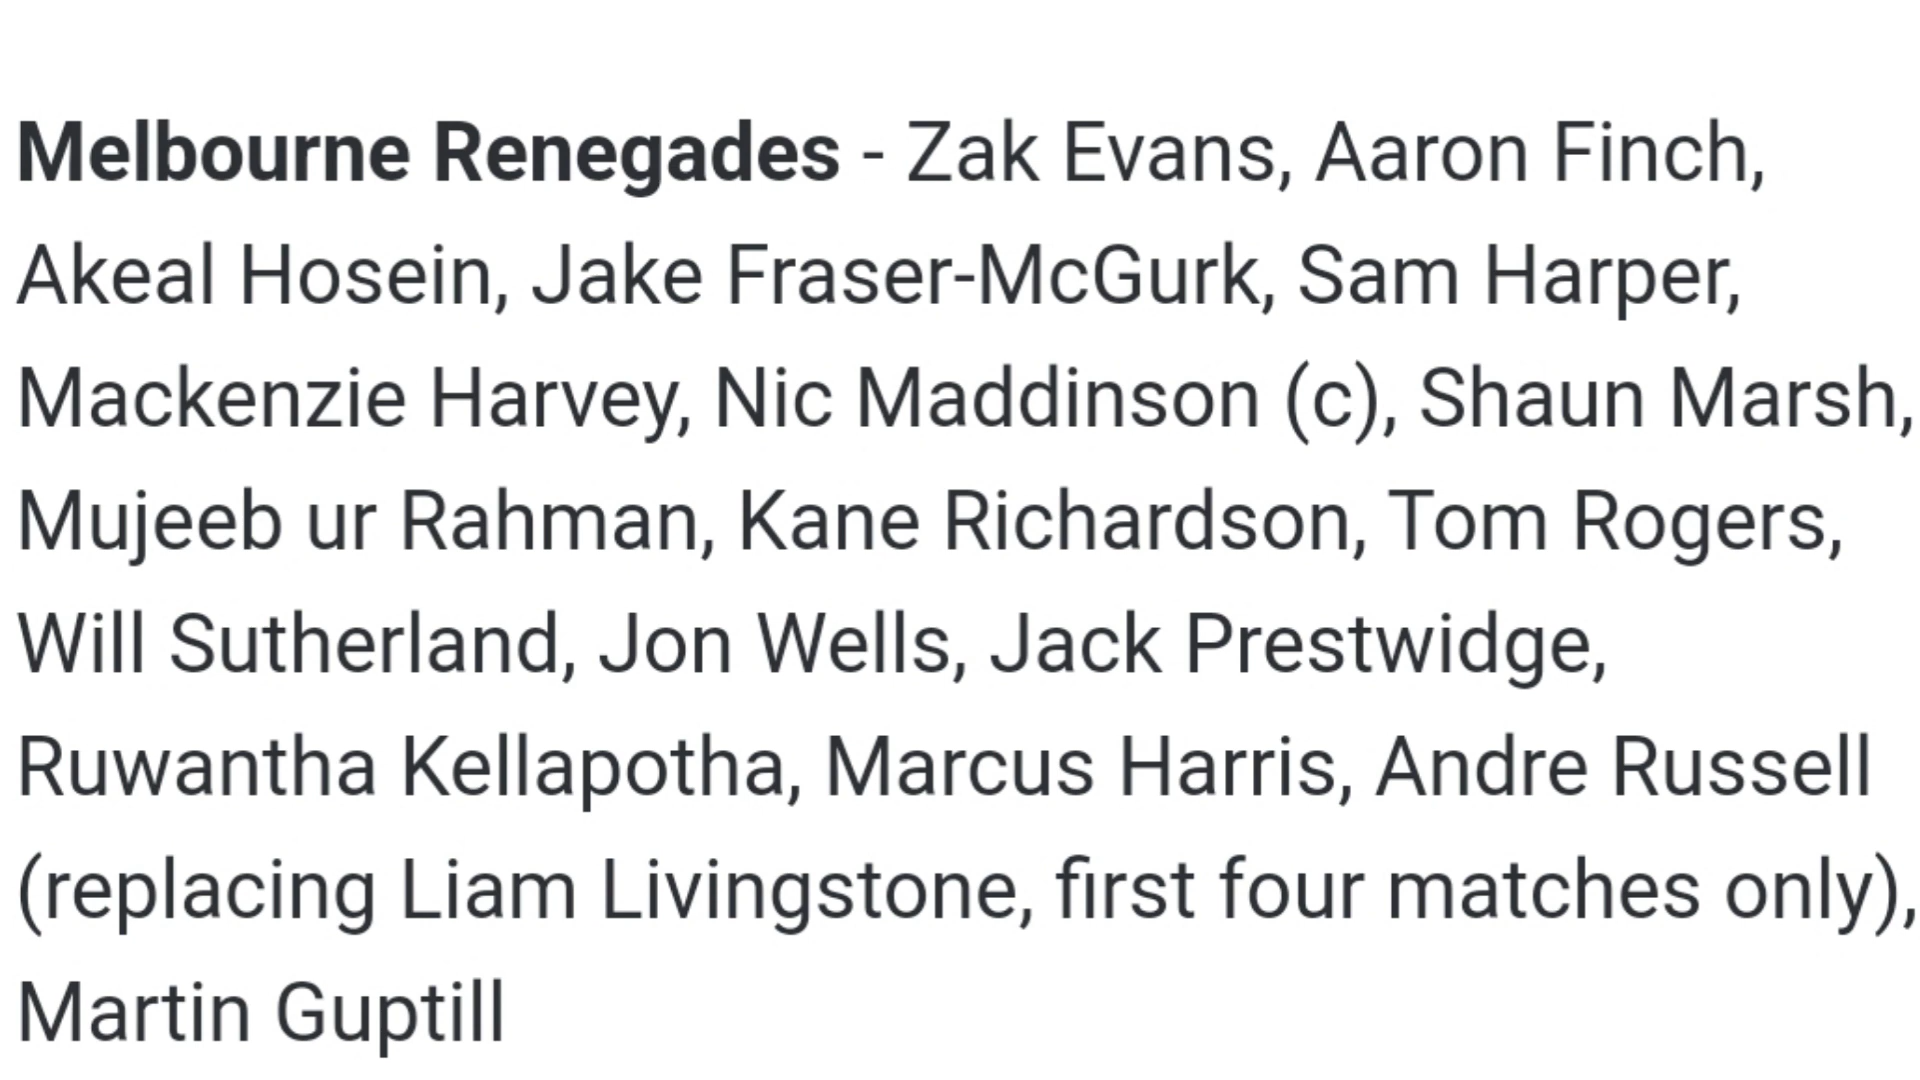 Melbourne Renegades - Zak Evans, Aaron Finch,
Akeal Hosein, Jake Fraser-McGurk, Sam Harper,
Mackenzie Harvey, Nic Maddinson (c), Shaun Marsh,
Mujeeb ur Rahman, Kane Richardson, Tom Rogers,
Will Sutherland, Jon Wells, Jack Prestwidge,
Ruwantha Kellapotha, Marcus Harris, Andre Russell
(replacing Liam Livingstone, first four matches only),
Martin Guptill